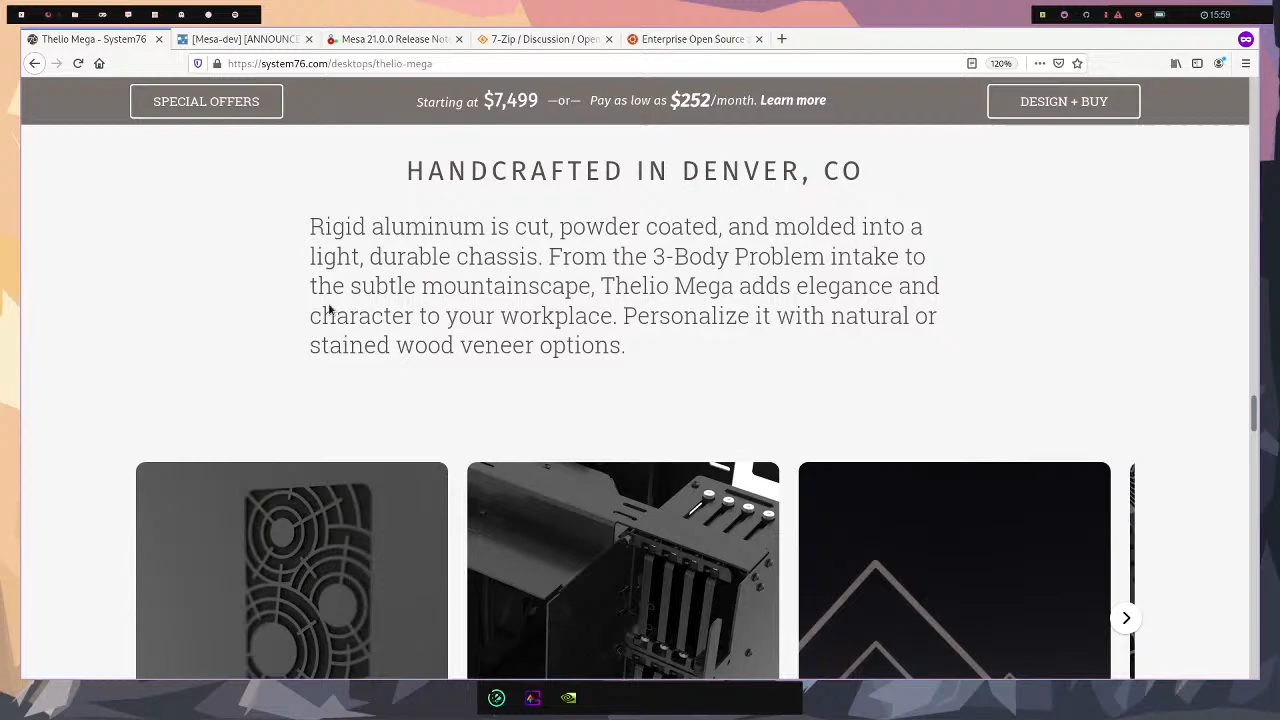 15:59
Thelio Mega - System76
[Mesa-dev] [ANNOUNCE
Mesa 21.0.0 Release Not
7-Zip / Discussion / Open
Enterprise Open Source
https://system76.com/desktops/thelio-mega
120%
SPECIAL OFFERS
Starting at $7,499 —or— Pay as low as $252/month. Learn more
DESIGN + BUY
HANDCRAFTED IN DENVER, CO
Rigid aluminum is cut, powder coated, and molded into a
light, durable chassis. From the 3-Body Problem intake to
the subtle mountainscape, Thelio Mega adds elegance and
character to your workplace. Personalize it with natural or
stained wood veneer options.